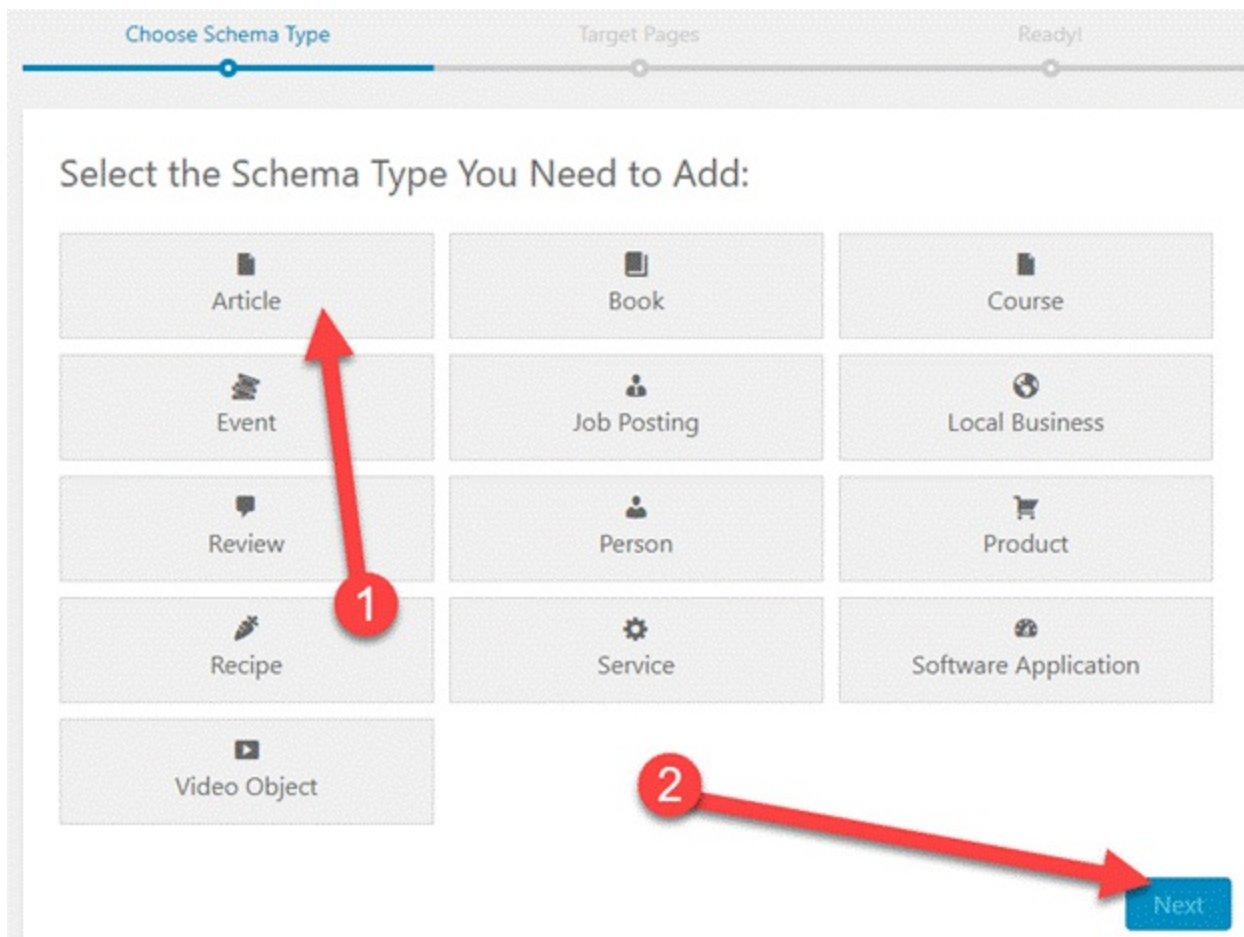 Choose Schema Type Target Pages Ready!
Select the Schema Type You Need to Add:
Article Book Course
Event Job Posting Local Business
Review Person Product
1
Recipe Service Software Application
Video Object
2
Next